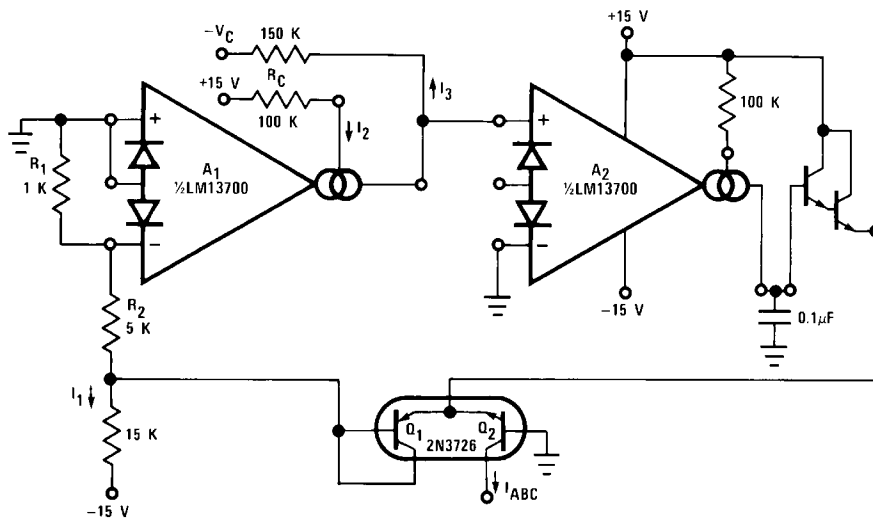 -V_C
150 K
+15 V
R_C
100 K
I_2
I_3
+15 V
100 K
+
A_1
½LM13700
−
R_1
1 K
+
A_2
½LM13700
−
-15 V
0.1μF
R_2
5 K
I_1
15 K
-15 V
Q_1
Q_2
2N3726
I_ABC